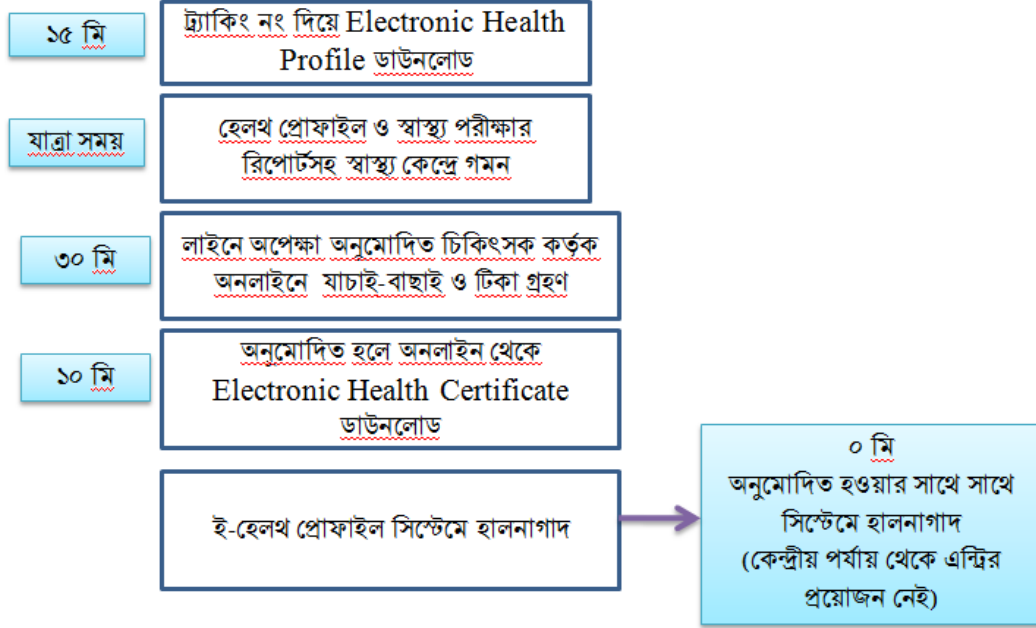 ১৫ মি
ট্র্যাকিং নং দিয়ে Electronic Health
Profile ডাউনলোড
যাত্রা সময়
হেলথ প্রোফাইল ও স্বাস্থ্য পরীক্ষার
রিপোর্টসহ স্বাস্থ্য কেন্দ্রে গমন
৩০ মি
লাইনে অপেক্ষা অনুমোদিত চিকিৎসক কর্তৃক
অনলাইনে যাচাই-বাছাই ও টিকা গ্রহণ
১০ মি
অনুমোদিত হলে অনলাইন থেকে
Electronic Health Certificate
ডাউনলোড
ই-হেলথ প্রোফাইল সিস্টেমে হালনাগাদ
০ মি
অনুমোদিত হওয়ার সাথে সাথে
সিস্টেমে হালনাগাদ
(কেন্দ্রীয় পর্যায় থেকে এন্ট্রির
প্রয়োজন নেই)